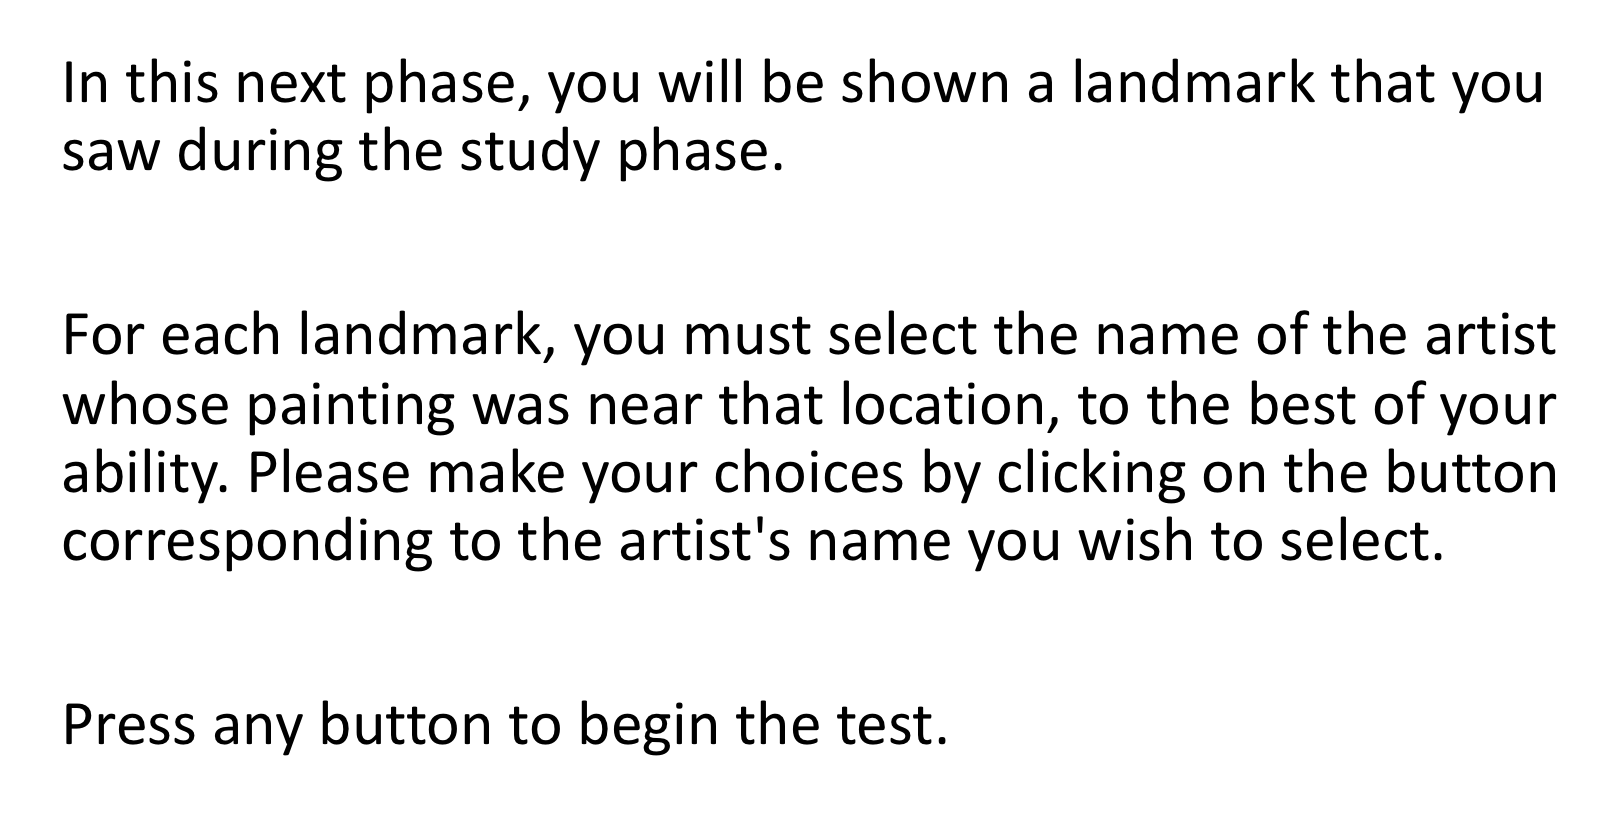 In this next phase, you will be shown a landmark that you
saw during the study phase.
For each landmark, you must select the name of the artist
whose painting was near that location, to the best of your
ability. Please make your choices by clicking on the button
corresponding to the artist's name you wish to select.
Press any button to begin the test.